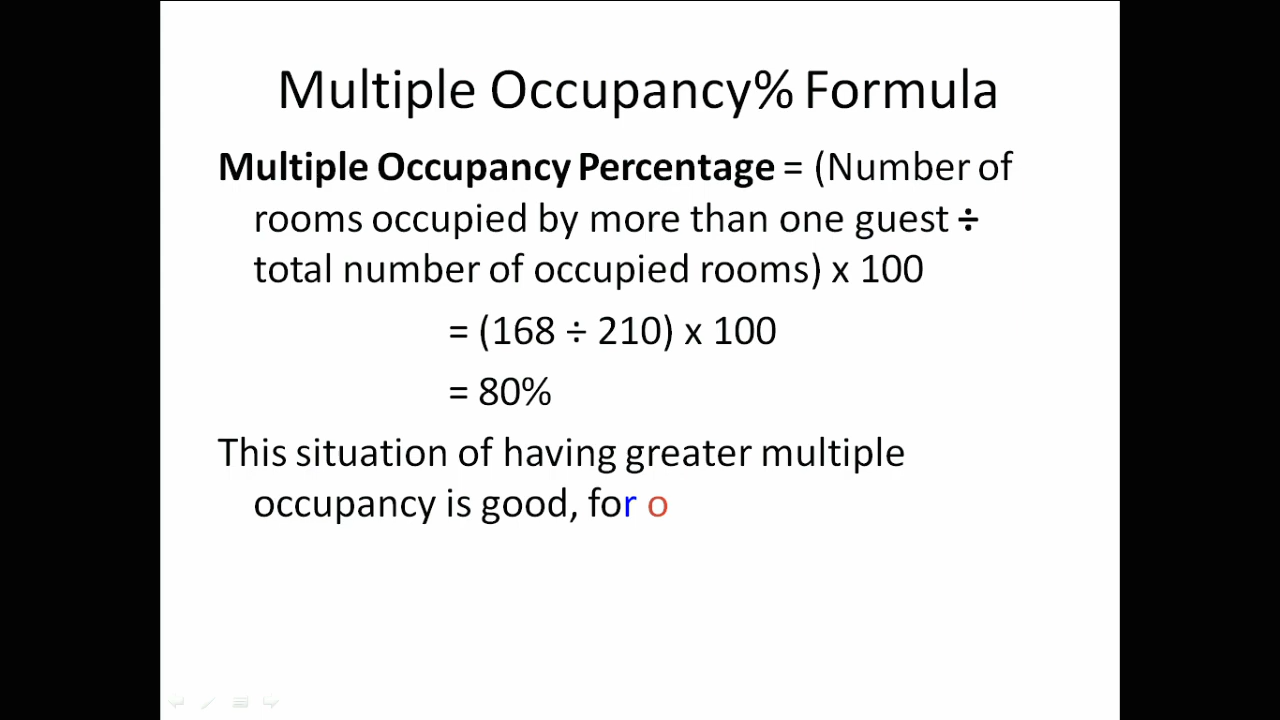 Multiple Occupancy% Formula
Multiple Occupancy Percentage = (Number of
rooms occupied by more than one guest ÷
total number of occupied rooms) x 100
= (168 ÷ 210) x 100
= 80%
This situation of having greater multiple
occupancy is good, for o